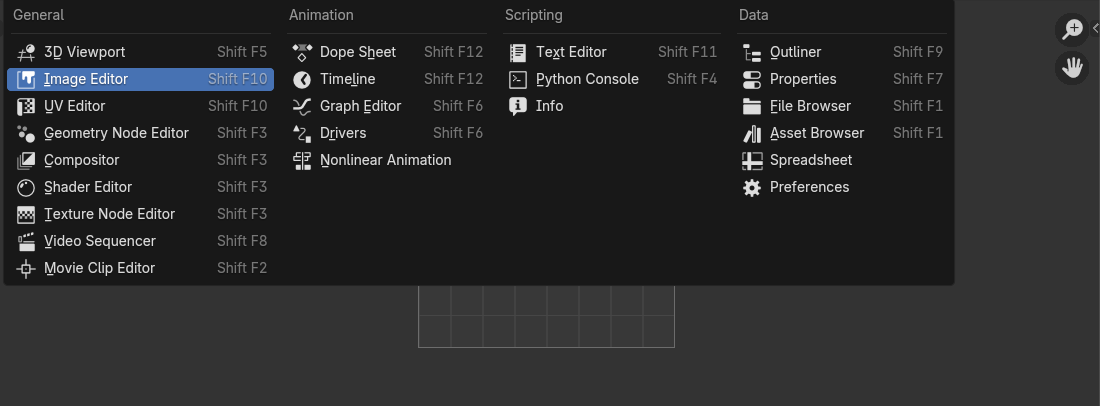 General
3D Viewport Shift F5
Image Editor Shift F10
UV Editor Shift F10
Geometry Node Editor Shift F3
Compositor Shift F3
Shader Editor Shift F3
Texture Node Editor Shift F3
Video Sequencer Shift F8
Movie Clip Editor Shift F2
Animation
Dope Sheet Shift F12
Timeline Shift F12
Graph Editor Shift F6
Drivers Shift F6
Nonlinear Animation
Scripting
Text Editor Shift F11
Python Console Shift F4
Info
Data
Outliner Shift F9
Properties Shift F7
File Browser Shift F1
Asset Browser Shift F1
Spreadsheet
Preferences